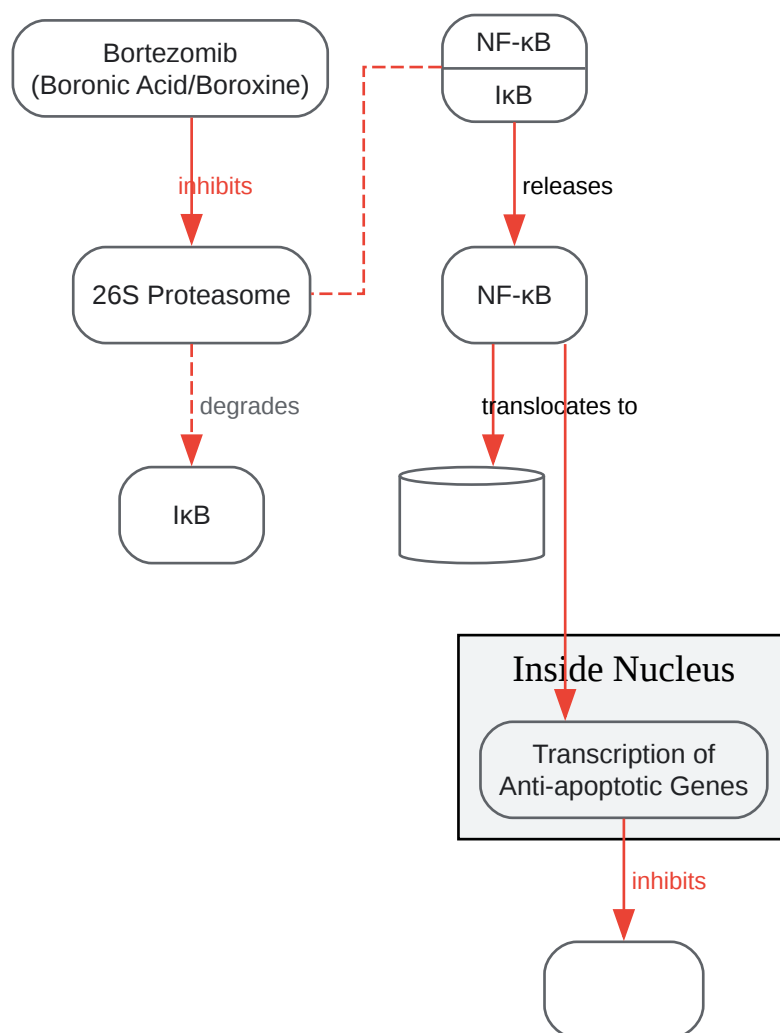 Bortezomib
(Boronic Acid/Boroxine)
NF-κB
IκB
inhibits
releases
26S Proteasome
NF-κB
degrades
translocates to
IκB
Inside Nucleus
Transcription of
Anti-apoptotic Genes
inhibits